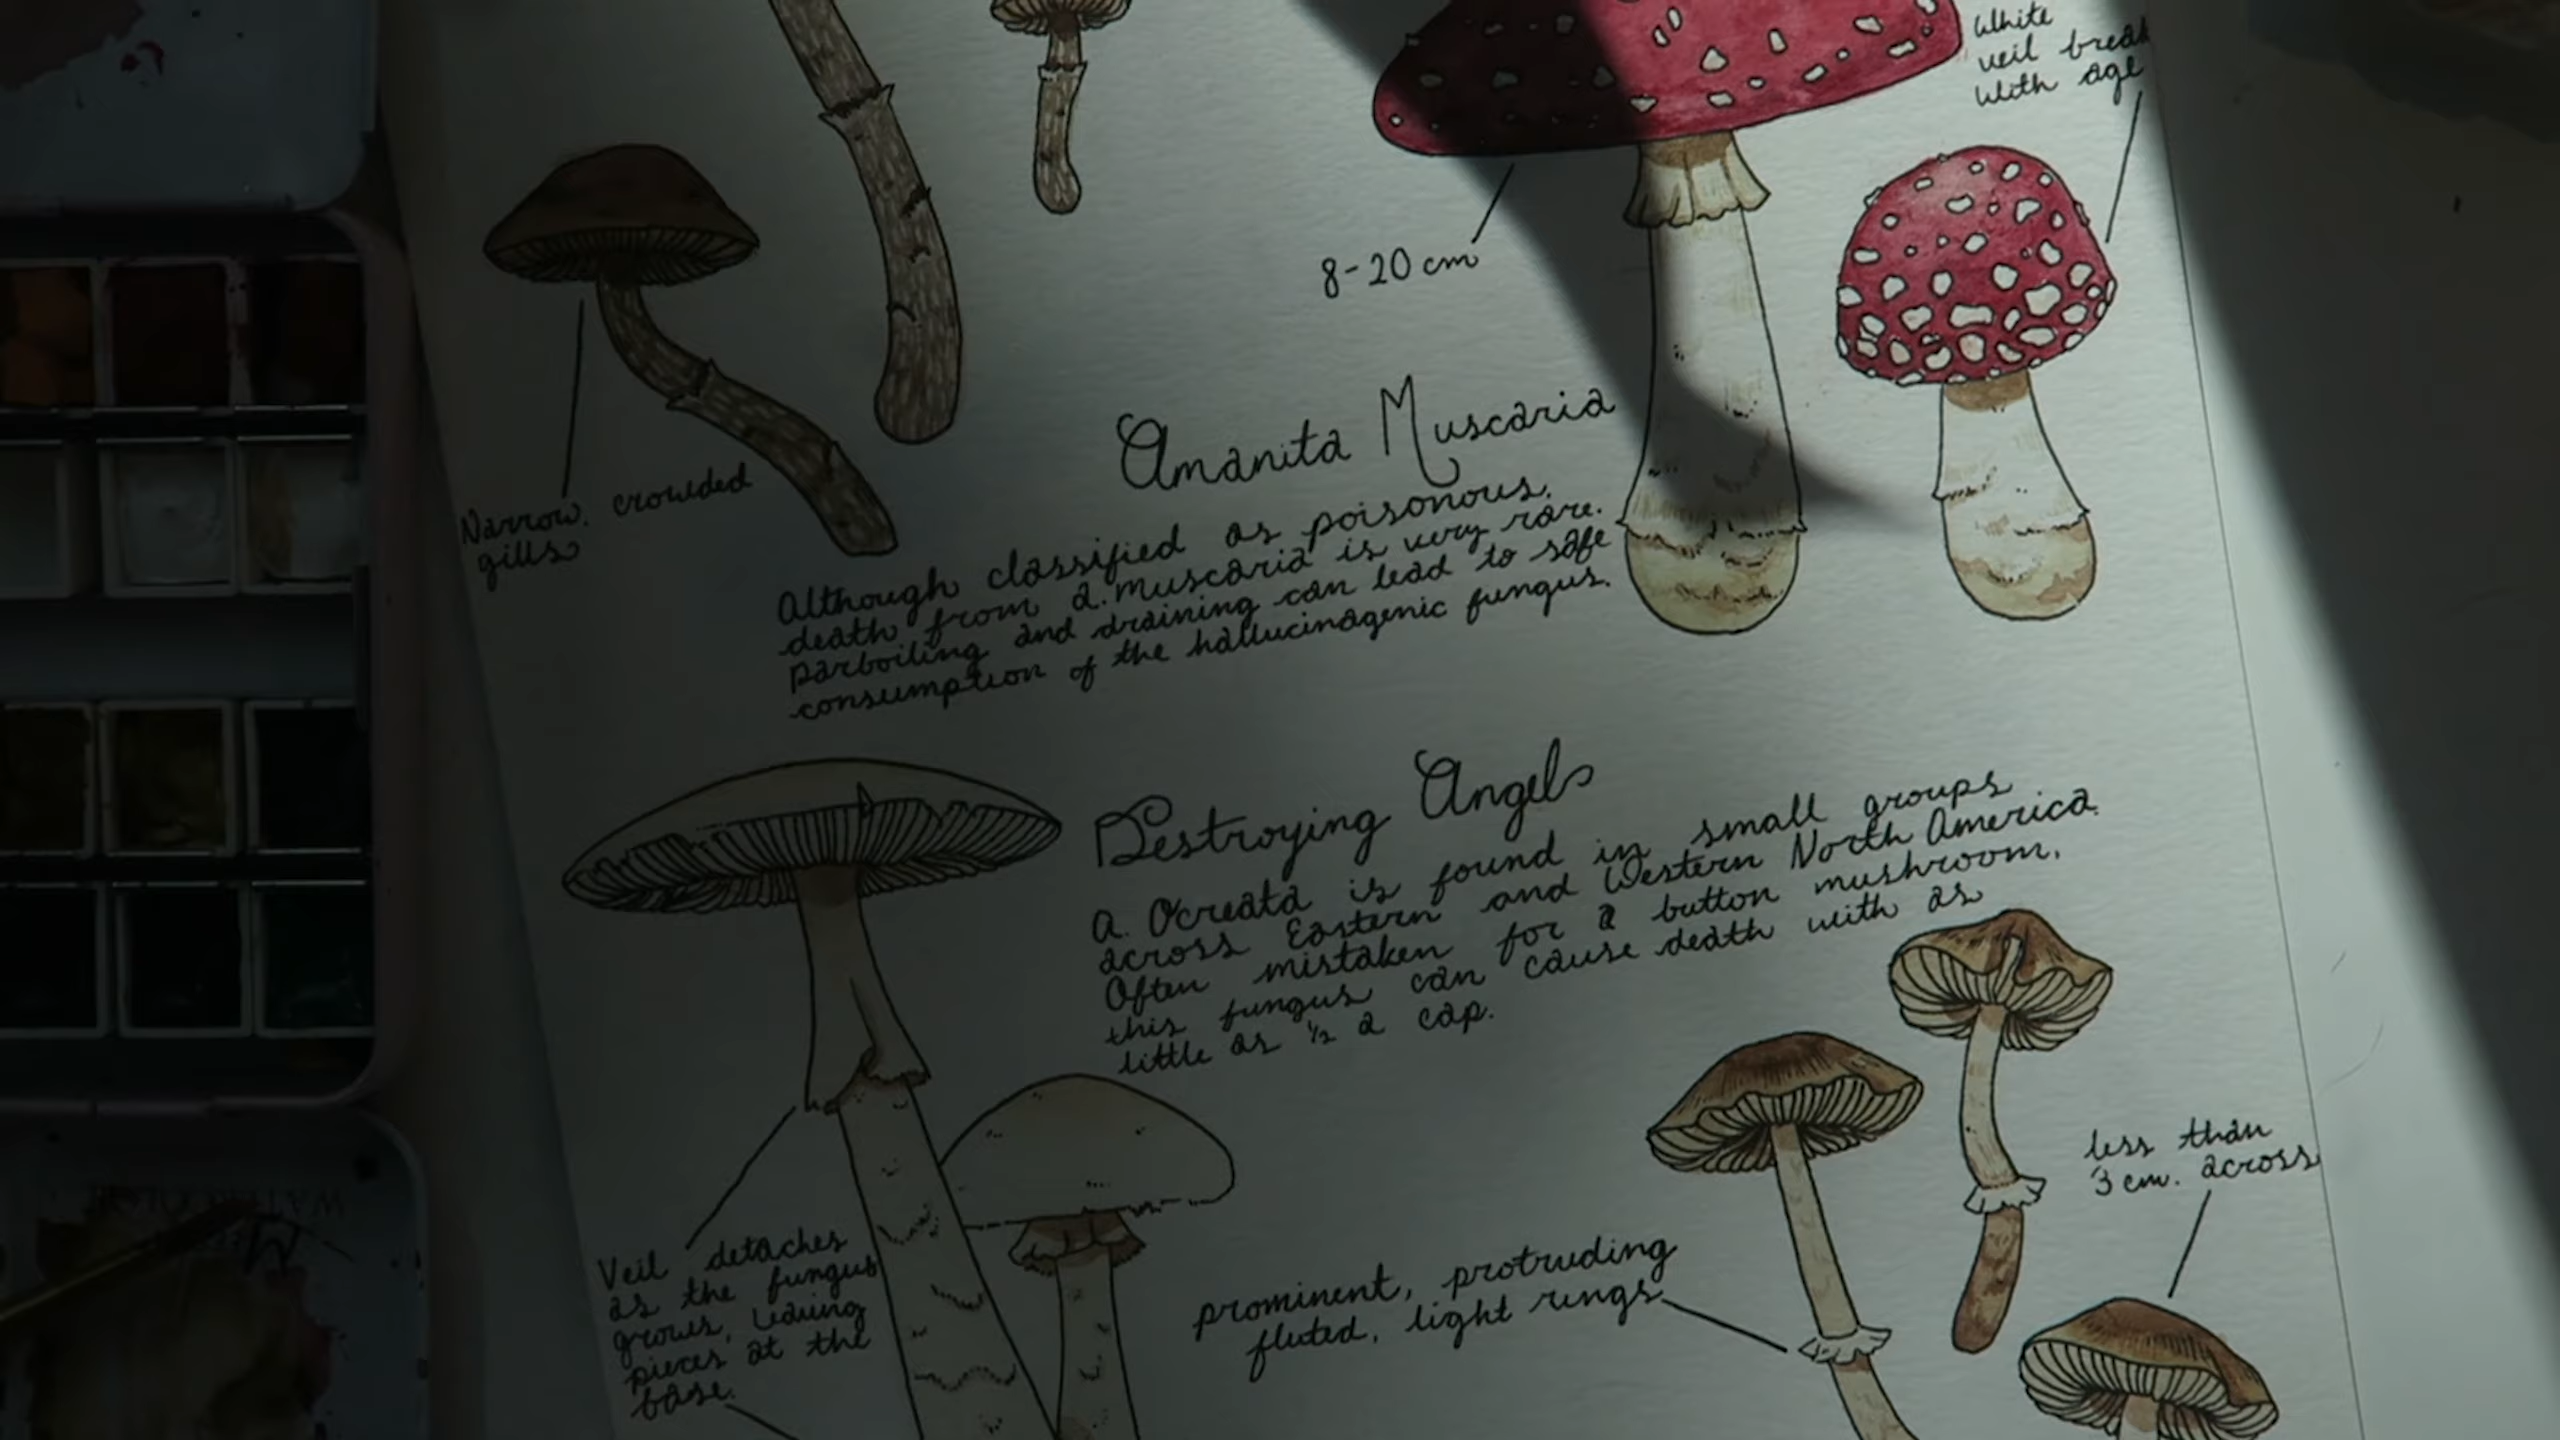 White
veil break
with age
8-20 cm
Narrow, crowded
gills
Amanita Muscaria
Although classified as poisonous,
death from a. muscaria is very rare.
parboiling and draining can lead to safe
consumption of the hallucinagenic fungus.
Destroying Angels
A. Ocreata is found in small groups
across Eastern and Western North America.
Often mistaken for a button mushroom,
this fungus can cause death with as
little as ½ a cap.
less than
3 cm. across
Veil detaches
as the fungus
grows, leaving
pieces at the
base.
prominent, protruding
fluted, light rings